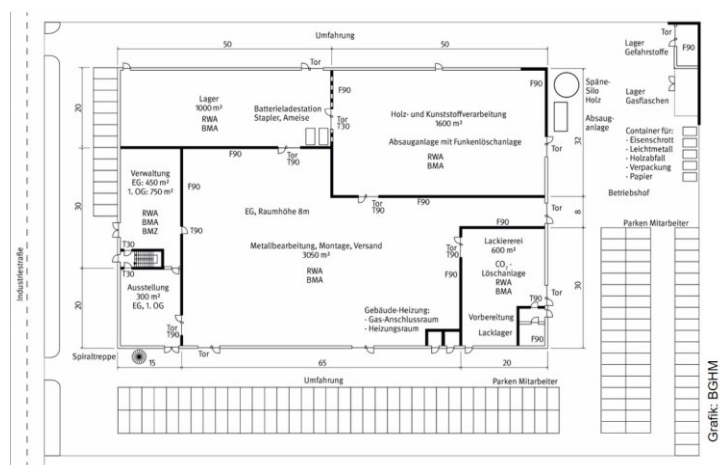 Umfahrung
50
50
Tor
Tor
Lager
Gefahrstoffe
F90
Lager
Gasflaschen
Späne-
Silo
Holz
Absaug-
anlage
Container für:
- Eisenschrott
- Leichtmetall
- Holzabfall
- Verpackung
- Papier
Betriebshof
Parken Mitarbeiter
20
30
20
32
8
30
Lager
1000 m²
RWA
BMA
Batterieladestation
Stapler, Ameise
F90
Tor
T30
Holz- und Kunststoffverarbeitung
1600 m²
Absauganlage mit Funkenlöschanlage
RWA
BMA
Tor
F90
Tor
T90
Verwaltung
EG: 450 m²
1. OG: 750 m²
RWA
BMA
BMZ
F90
T90
T30
T30
Ausstellung
300 m²
EG, 1. OG
EG, Raumhöhe 8m
Metallbearbeitung, Montage, Versand
3050 m²
RWA
BMA
Tor
T90
F90
Tor
F90
Tor
T90
F90
Lackiererei
600 m²
CO₂-
Löschanlage
RWA
BMA
T90
Tor
Vorbereitung
Lacklager
F90
Gebäude-Heizung:
- Gas-Anschlussraum
- Heizungsraum
Tor
T90
Tor
Tor
Spiraltreppe
15
65
20
Umfahrung
Parken Mitarbeiter
Industriestraße
Grafik: BGHM